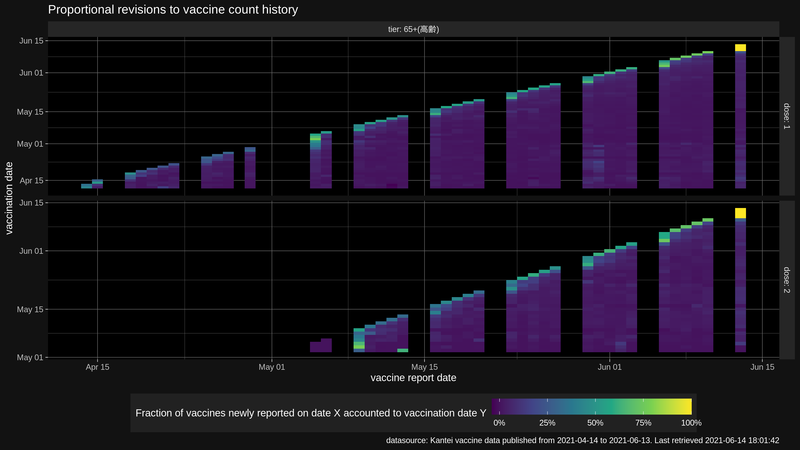 Proportional revisions to vaccine count history
tier: 65+(高齢)
Jun 15
Jun 01
May 15
May 01
Apr 15
dose: 1
vaccination date
Jun 15
Jun 01
May 15
May 01
dose: 2
Apr 15
May 01
May 15
Jun 01
Jun 15
vaccine report date
Fraction of vaccines newly reported on date X accounted to vaccination date Y
0%
25%
50%
75%
100%
datasource: Kantei vaccine data published from 2021-04-14 to 2021-06-13. Last retrieved 2021-06-14 18:01:42